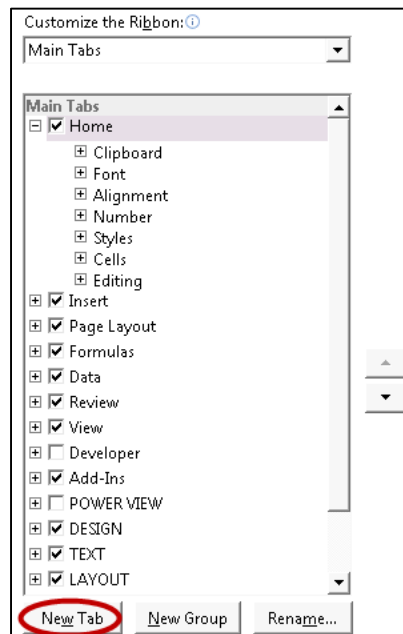 Customize the Ribbon:
Main Tabs
Main Tabs
Home
Clipboard
Font
Alignment
Number
Styles
Cells
Editing
Insert
Page Layout
Formulas
Data
Review
View
Developer
Add-Ins
POWER VIEW
DESIGN
TEXT
LAYOUT
New Tab New Group Rename...